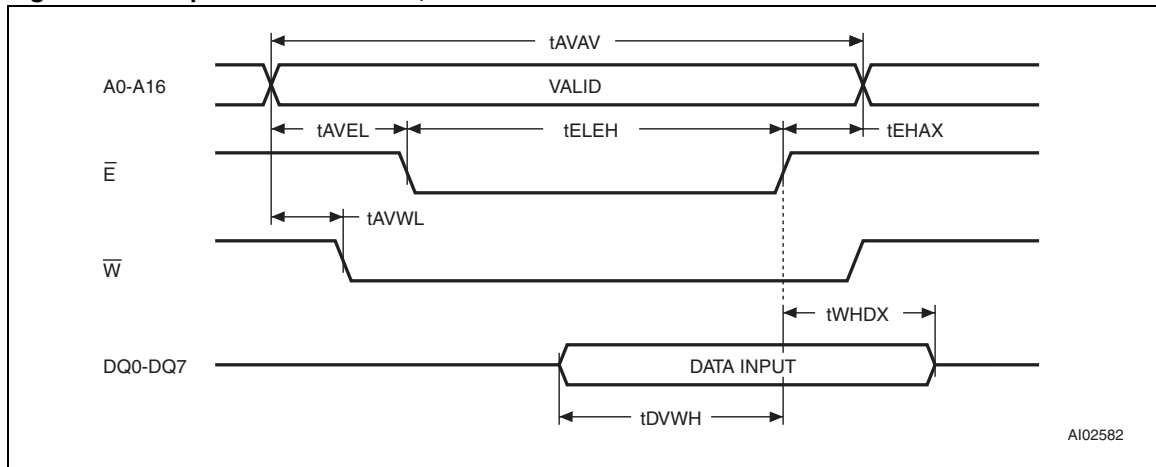 tAVAV
A0-A16
VALID
tAVEL
tELEH
tEHAX
E̅
tAVWL
W̅
tWHDX
DQ0-DQ7
DATA INPUT
tDVWH
AI02582